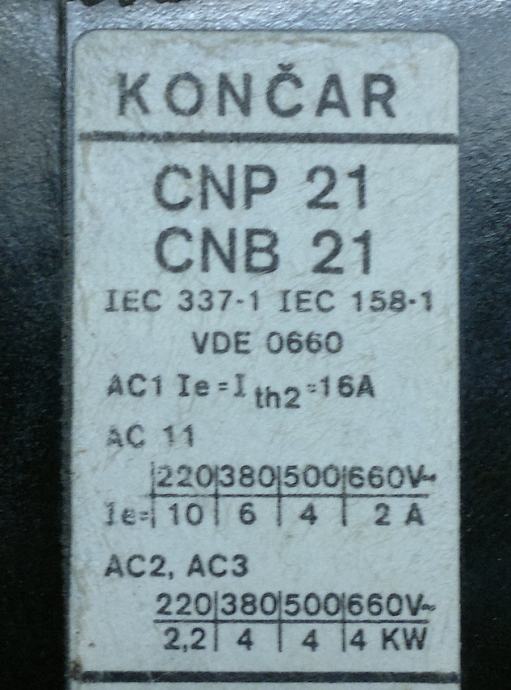 KONČAR
CNP 21
CNB 21
IEC 337-1 IEC 158-1
VDE 0660
AC1 Ie=Ith2=16A
AC 11
|220|380|500|660V~
Ie=| 10 | 6 | 4 | 2 A
AC2, AC3
220|380|500|660V~
2,2| 4 | 4 |4 KW